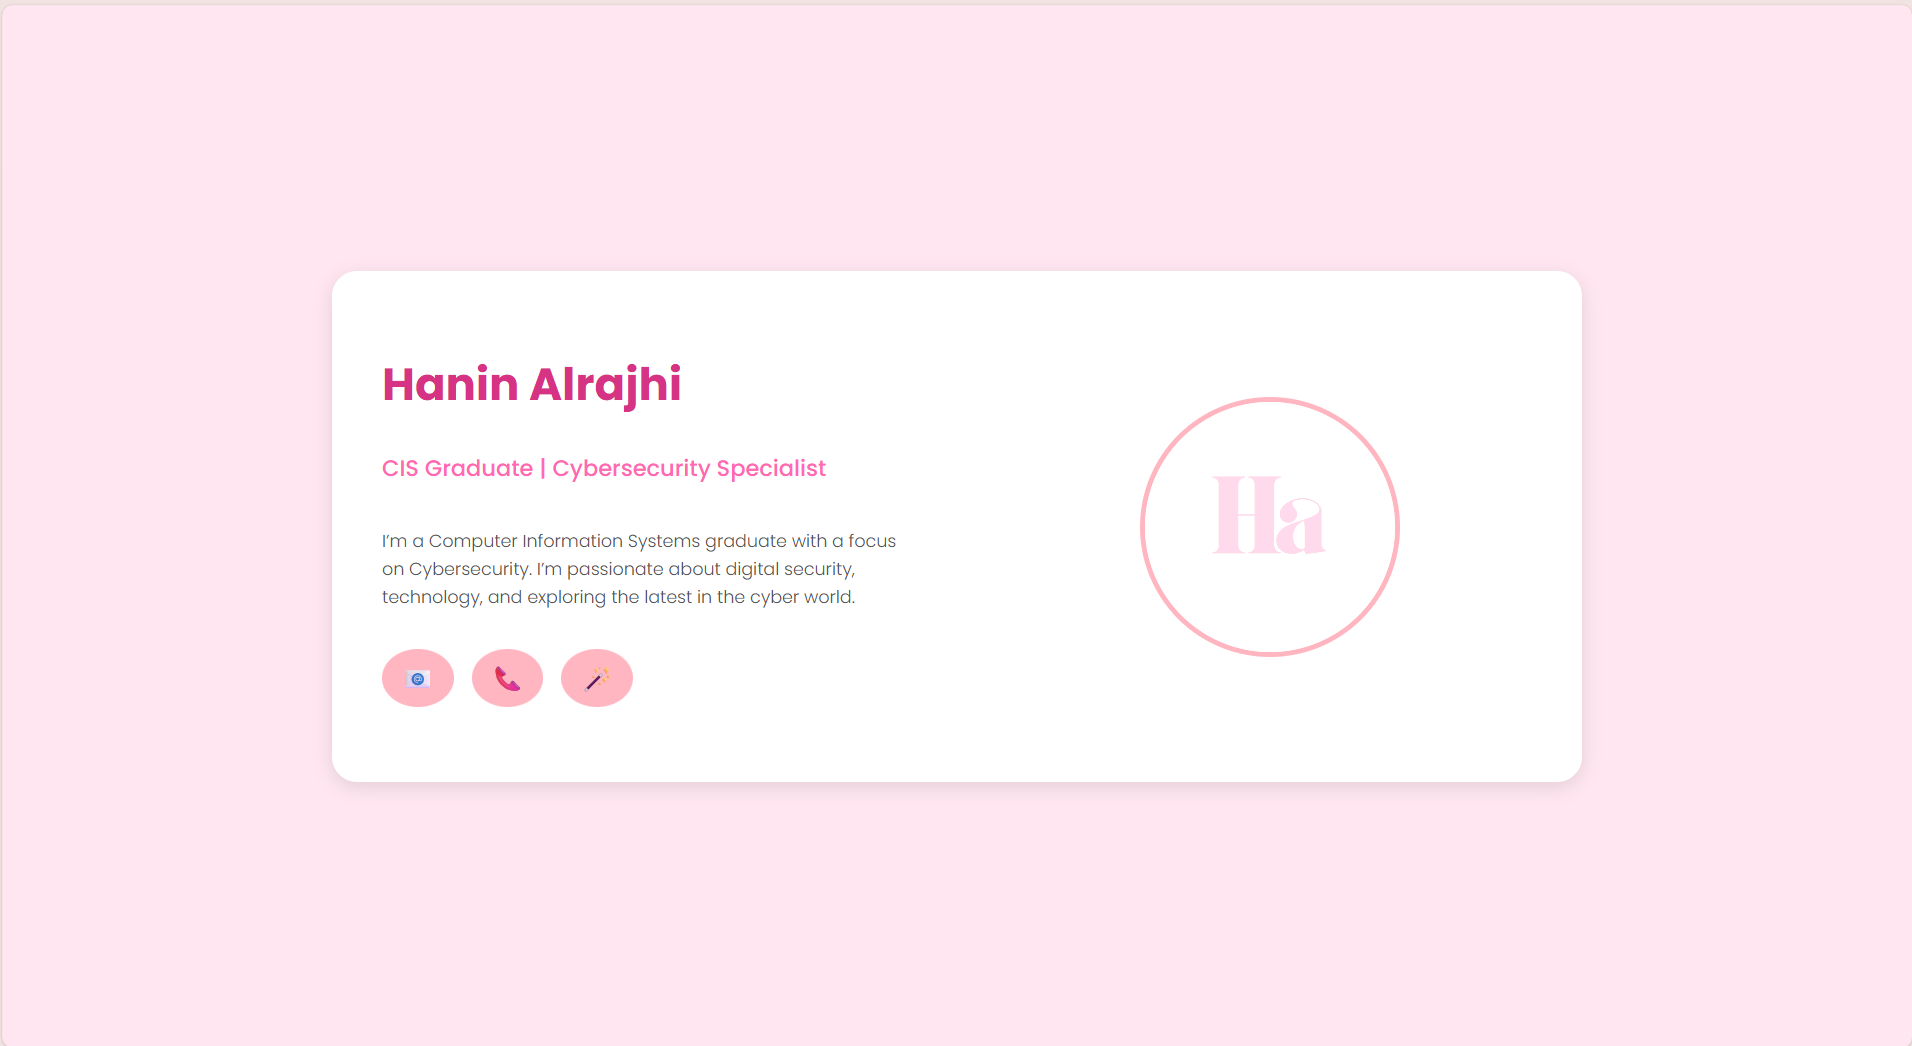 Hanin Alrajhi
CIS Graduate | Cybersecurity Specialist
I’m a Computer Information Systems graduate with a focus
on Cybersecurity. I’m passionate about digital security,
technology, and exploring the latest in the cyber world.
Ha